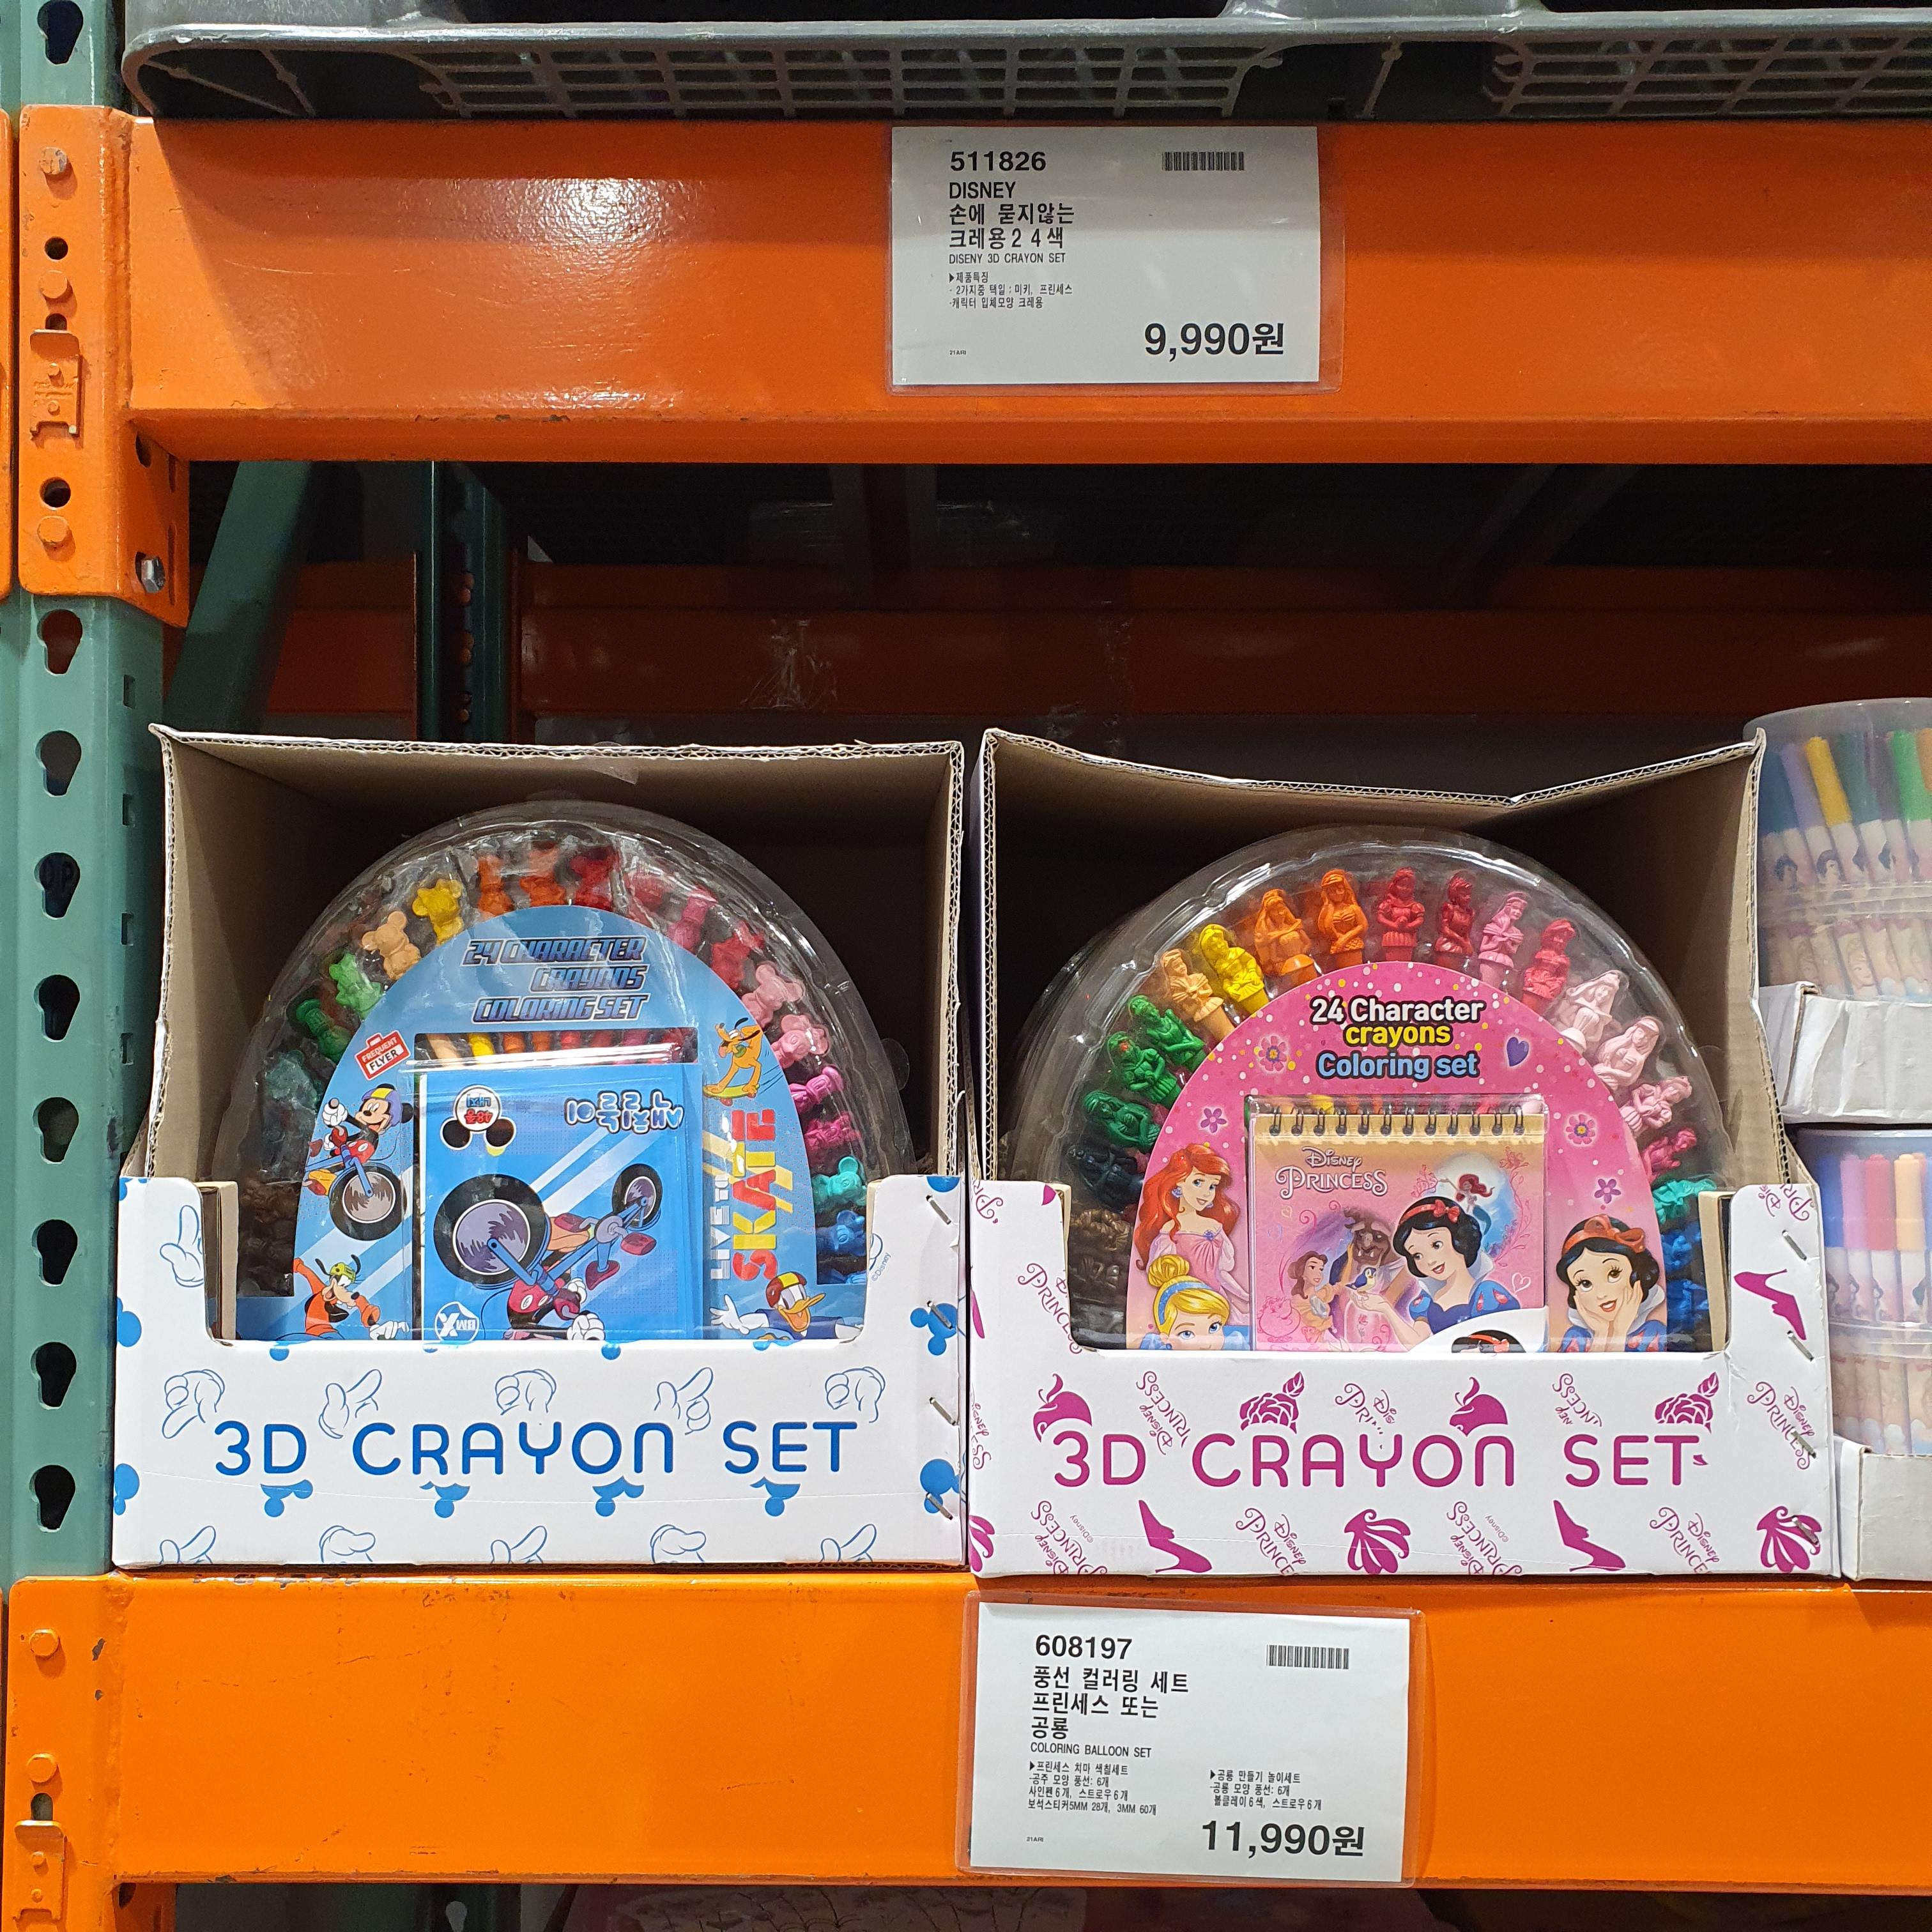 511826
DISNEY
손에 묻지않는
크레용24색
DISENY 3D CRAYON SET
▶제품특징
- 2가지중 택일 : 미키, 프린세스
-캐릭터 입체모양 크레용
9,990원
24 CHARACTER
CRAYONS
COLORING SET
FREQUENT
FLYER
LIVE TO
SKATE
BMX
©Disney
3D CRAYON SET
24 Character
crayons
Coloring set
Disney
PRINCESS
3D CRAYON SET
Disney
PRINCESS
©Disney
608197
풍선 컬러링 세트
프린세스 또는
공룡
COLORING BALLOON SET
▶프린세스 치마 색칠세트
-공주 모양 풍선: 6개
사인펜 6개, 스트로우 6개
보석스티커5MM 28개, 3MM 60개
▶공룡 만들기 놀이세트
-공룡 모양 풍선: 6개
볼클레이 6색, 스트로우 6개
11,990원